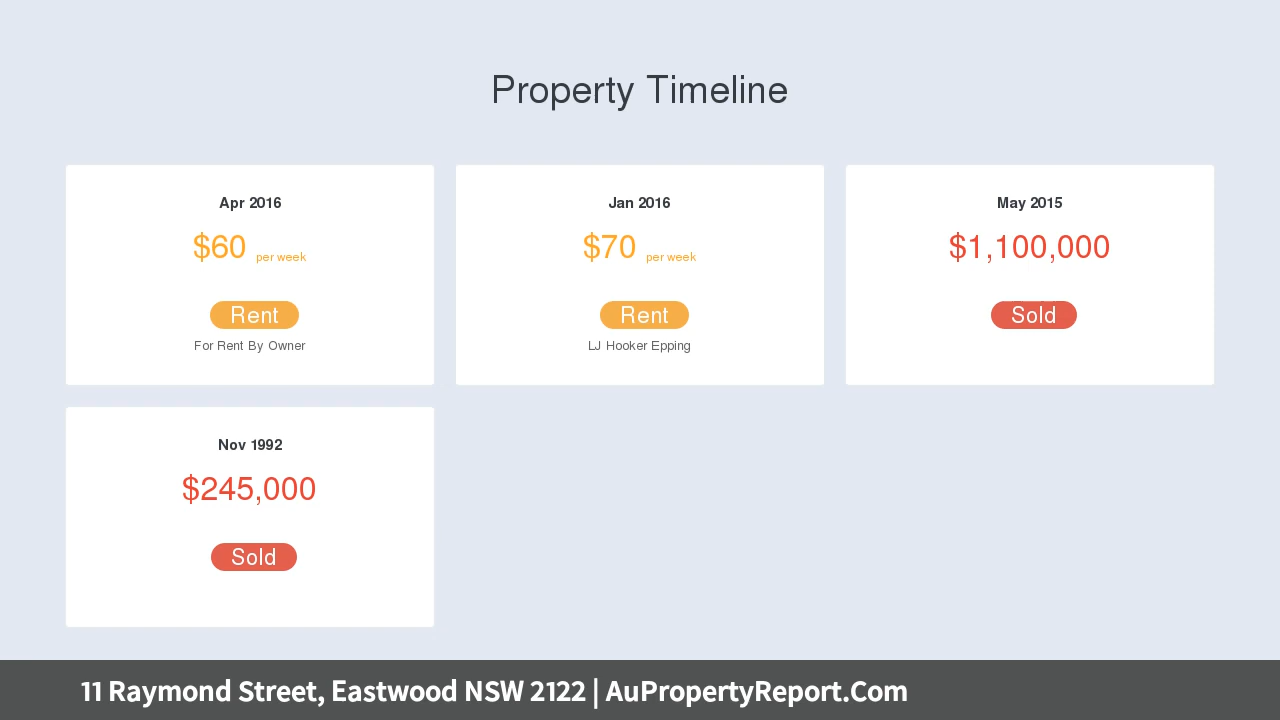 Property Timeline
Apr 2016
$60 per week
Rent
For Rent By Owner
Jan 2016
$70 per week
Rent
LJ Hooker Epping
May 2015
$1,100,000
Sold
Nov 1992
$245,000
Sold
11 Raymond Street, Eastwood NSW 2122 | AuPropertyReport.Com